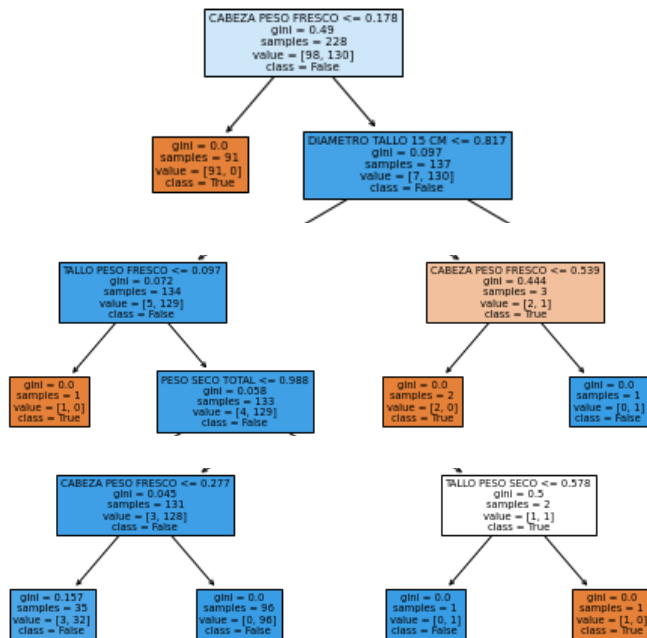 CABEZA PESO FRESCO <= 0.178
gini = 0.49
samples = 228
value = [98, 130]
class = False
gini = 0.0
samples = 91
value = [91, 0]
class = True
DIAMETRO TALLO 15 CM <= 0.817
gini = 0.097
samples = 137
value = [7, 130]
class = False
TALLO PESO FRESCO <= 0.097
gini = 0.072
samples = 134
value = [5, 129]
class = False
CABEZA PESO FRESCO <= 0.539
gini = 0.444
samples = 3
value = [2, 1]
class = True
gini = 0.0
samples = 1
value = [1, 0]
class = True
PESO SECO TOTAL <= 0.988
gini = 0.058
samples = 133
value = [4, 129]
class = False
gini = 0.0
samples = 2
value = [2, 0]
class = True
gini = 0.0
samples = 1
value = [0, 1]
class = False
CABEZA PESO FRESCO <= 0.277
gini = 0.045
samples = 131
value = [3, 128]
class = False
TALLO PESO SECO <= 0.578
gini = 0.5
samples = 2
value = [1, 1]
class = True
gini = 0.157
samples = 35
value = [3, 32]
class = False
gini = 0.0
samples = 96
value = [0, 96]
class = False
gini = 0.0
samples = 1
value = [0, 1]
class = False
gini = 0.0
samples = 1
value = [1, 0]
class = True